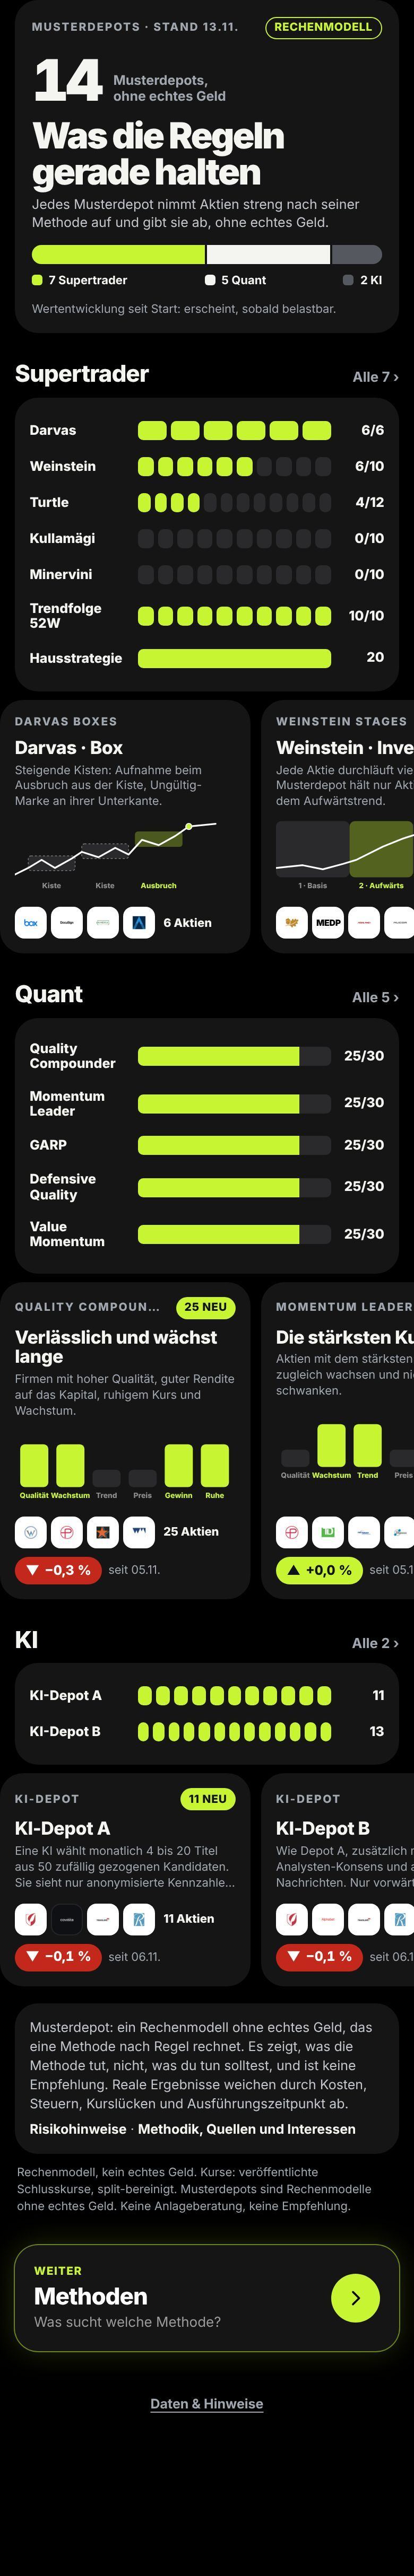 MUSTERDEPOTS · STAND 13.11.
RECHENMODELL
14
Musterdepots,
ohne echtes Geld
Was die Regeln
gerade halten
Jedes Musterdepot nimmt Aktien streng nach seiner
Methode auf und gibt sie ab, ohne echtes Geld.
7 Supertrader
5 Quant
2 KI
Wertentwicklung seit Start: erscheint, sobald belastbar.
Supertrader
Alle 7 ›
Darvas 6/6
Weinstein 6/10
Turtle 4/12
Kullamägi 0/10
Minervini 0/10
Trendfolge
52W 10/10
Hausstrategie 20
DARVAS BOXES
Darvas · Box
Steigende Kisten: Aufnahme beim
Ausbruch aus der Kiste, Ungültig-
Marke an ihrer Unterkante.
Kiste Kiste Ausbruch
box
6 Aktien
WEINSTEIN STAGES
Weinstein · Inve
Jede Aktie durchläuft vie
Musterdepot hält nur Akt
dem Aufwärtstrend.
1 · Basis 2 · Aufwärts
MEDP
Quant
Alle 5 ›
Quality
Compounder 25/30
Momentum
Leader 25/30
GARP 25/30
Defensive
Quality 25/30
Value
Momentum 25/30
QUALITY COMPOUN...
25 NEU
Verlässlich und wächst
lange
Firmen mit hoher Qualität, guter Rendite
auf das Kapital, ruhigem Kurs und
Wachstum.
Qualität Wachstum Trend Preis Gewinn Ruhe
25 Aktien
▼ −0,3 % seit 05.11.
MOMENTUM LEADER
Die stärksten Ku
Aktien mit dem stärksten
zugleich wachsen und nic
schwanken.
Qualität Wachstum Trend Preis
▲ +0,0 % seit 05.1
KI
Alle 2 ›
KI-Depot A 11
KI-Depot B 13
KI-DEPOT
11 NEU
KI-Depot A
Eine KI wählt monatlich 4 bis 20 Titel
aus 50 zufällig gezogenen Kandidaten.
Sie sieht nur anonymisierte Kennzahle...
11 Aktien
▼ −0,1 % seit 06.11.
KI-DEPOT
KI-Depot B
Wie Depot A, zusätzlich m
Analysten-Konsens und a
Nachrichten. Nur vorwärt
▼ −0,1 % seit 06.1
Musterdepot: ein Rechenmodell ohne echtes Geld, das
eine Methode nach Regel rechnet. Es zeigt, was die
Methode tut, nicht, was du tun solltest, und ist keine
Empfehlung. Reale Ergebnisse weichen durch Kosten,
Steuern, Kurslücken und Ausführungszeitpunkt ab.
Risikohinweise · Methodik, Quellen und Interessen
Rechenmodell, kein echtes Geld. Kurse: veröffentlichte
Schlusskurse, split-bereinigt. Musterdepots sind Rechenmodelle
ohne echtes Geld. Keine Anlageberatung, keine Empfehlung.
WEITER
Methoden
Was sucht welche Methode?
Daten & Hinweise